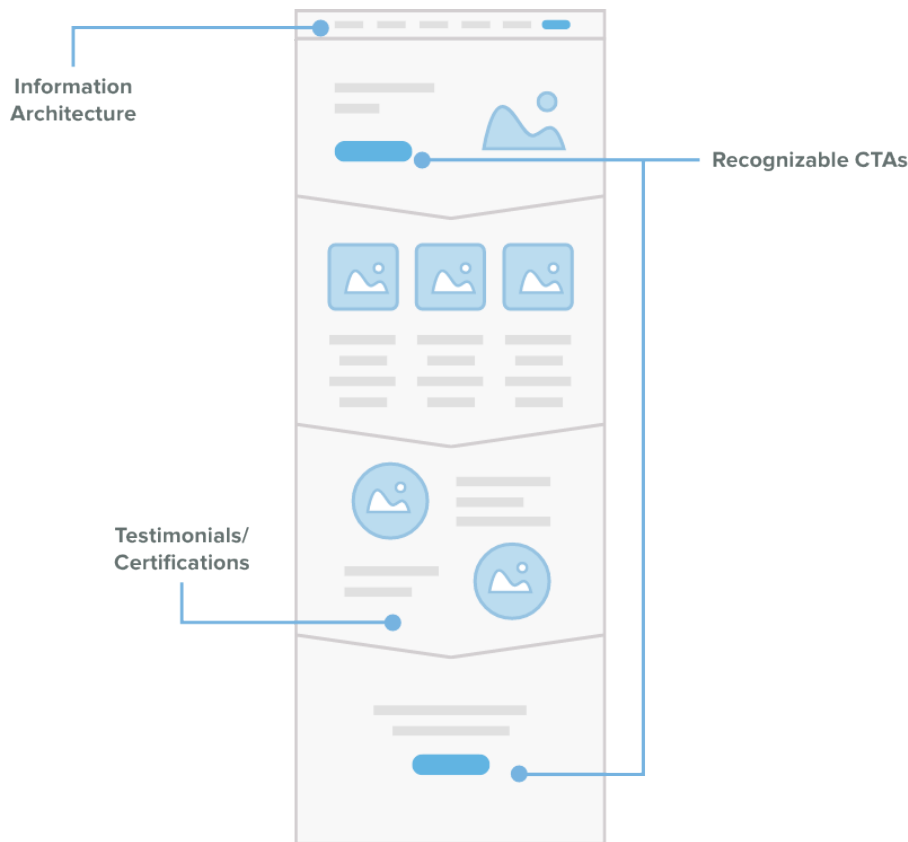 Information
Architecture
Recognizable CTAs
Testimonials/
Certifications